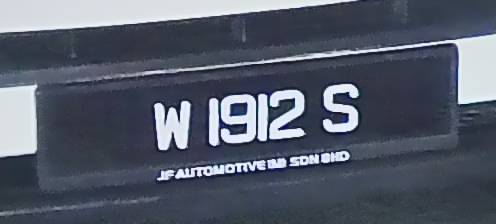 W 1912 S
JF AUTOMOTIVE (M) SDN BHD